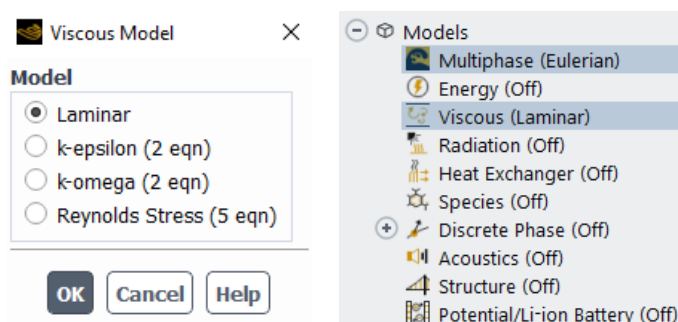 Viscous Model
Model
Laminar
k-epsilon (2 eqn)
k-omega (2 eqn)
Reynolds Stress (5 eqn)
OK Cancel Help
Models
Multiphase (Eulerian)
Energy (Off)
Viscous (Laminar)
Radiation (Off)
Heat Exchanger (Off)
Species (Off)
Discrete Phase (Off)
Acoustics (Off)
Structure (Off)
Potential/Li-ion Battery (Off)